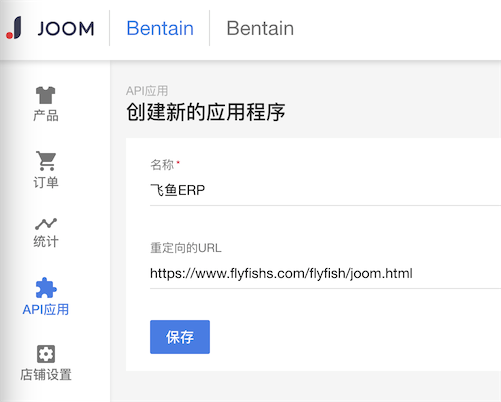 JOOM Bentain Bentain
产品
订单
统计
API应用
店铺设置
API应用
创建新的应用程序
名称*
飞鱼ERP
重定向的URL
https://www.flyfishs.com/flyfish/joom.html
保存